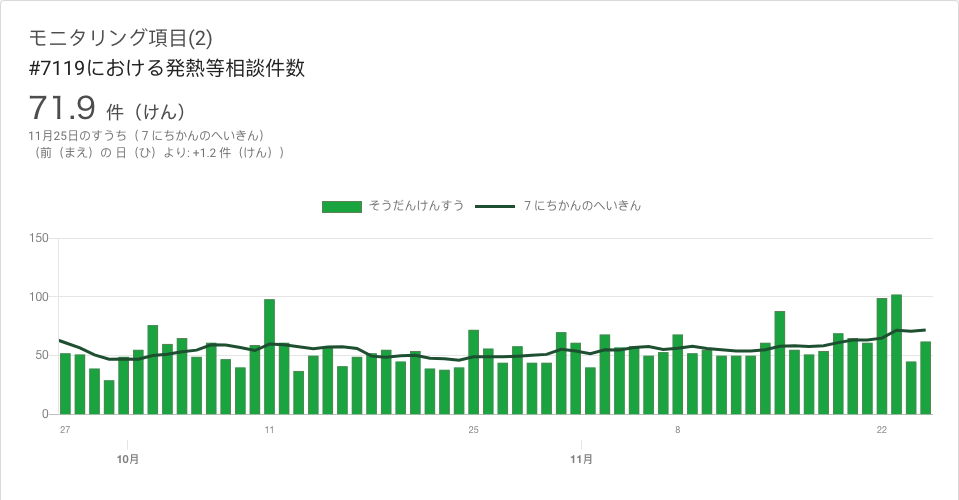 モニタリング項目(2)
#7119における発熱等相談件数
71.9 件（けん）
11月25日のすうち（７にちかんのへいきん）
（前（まえ）の 日（ひ）より: +1.2 件（けん））
そうだんけんすう ７にちかんのへいきん
150
100
50
0
27 11 25 8 22
10月 11月